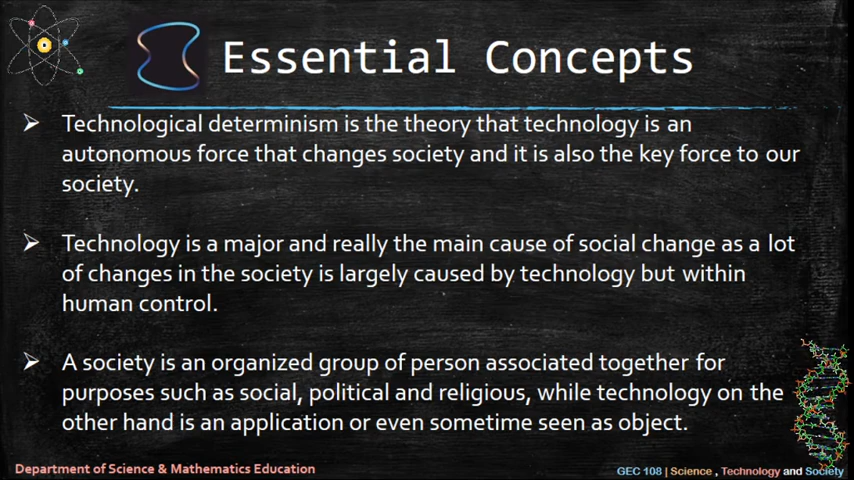 Essential Concepts
Technological determinism is the theory that technology is an
autonomous force that changes society and it is also the key force to our
society.
Technology is a major and really the main cause of social change as a lot
of changes in the society is largely caused by technology but within
human control.
A society is an organized group of person associated together for
purposes such as social, political and religious, while technology on the
other hand is an application or even sometime seen as object.
Department of Science & Mathematics Education
GEC 108 | Science , Technology and Society